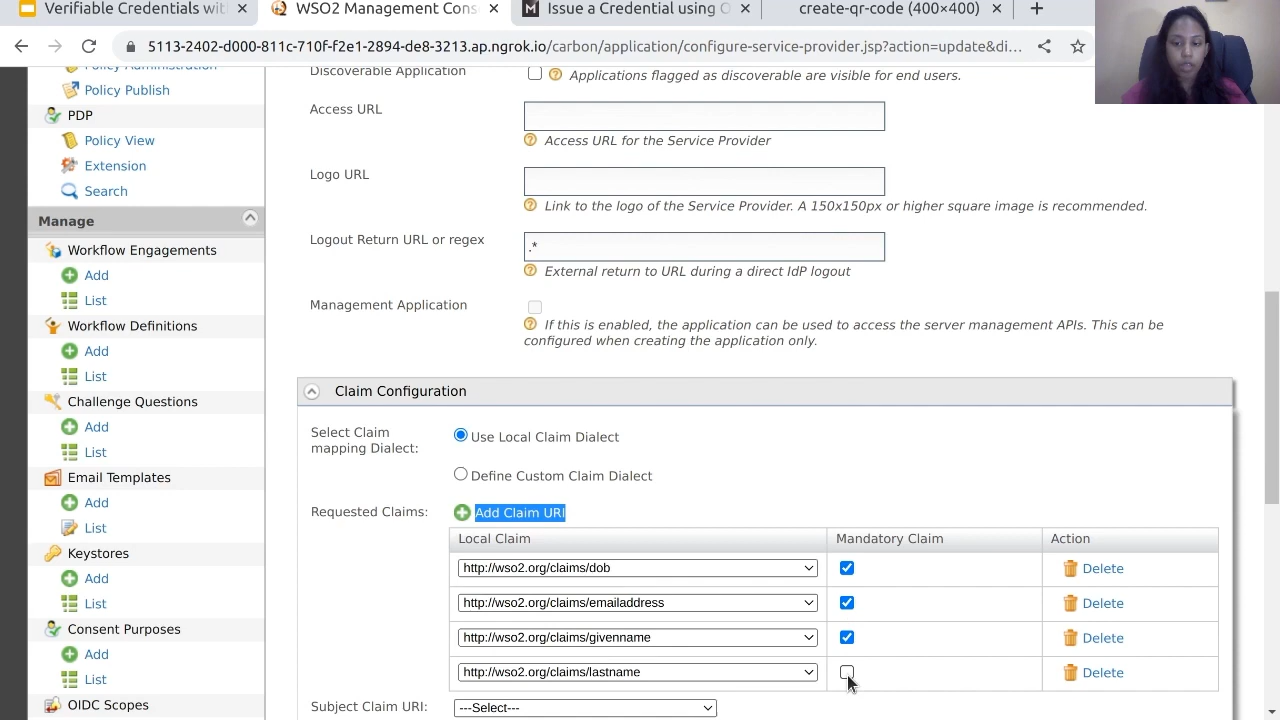 Verifiable Credentials wit
WSO2 Management Cons
Issue a Credential using O
create-qr-code (400×400)
5113-2402-d000-811c-710f-f2e1-2894-de8-3213.ap.ngrok.io/carbon/application/configure-service-provider.jsp?action=update&di...
Policy Administration
Policy Publish
PDP
Policy View
Extension
Search
Manage
Workflow Engagements
Add
List
Workflow Definitions
Add
List
Challenge Questions
Add
List
Email Templates
Add
List
Keystores
Add
List
Consent Purposes
Add
List
OIDC Scopes
Discoverable Application
Applications flagged as discoverable are visible for end users.
Access URL
Access URL for the Service Provider
Logo URL
Link to the logo of the Service Provider. A 150x150px or higher square image is recommended.
Logout Return URL or regex
.*
External return to URL during a direct IdP logout
Management Application
If this is enabled, the application can be used to access the server management APIs. This can be
configured when creating the application only.
Claim Configuration
Select Claim
mapping Dialect:
Use Local Claim Dialect
Define Custom Claim Dialect
Requested Claims:
Add Claim URI
Local Claim Mandatory Claim Action
http://wso2.org/claims/dob Delete
http://wso2.org/claims/emailaddress Delete
http://wso2.org/claims/givenname Delete
http://wso2.org/claims/lastname Delete
Subject Claim URI: ---Select---